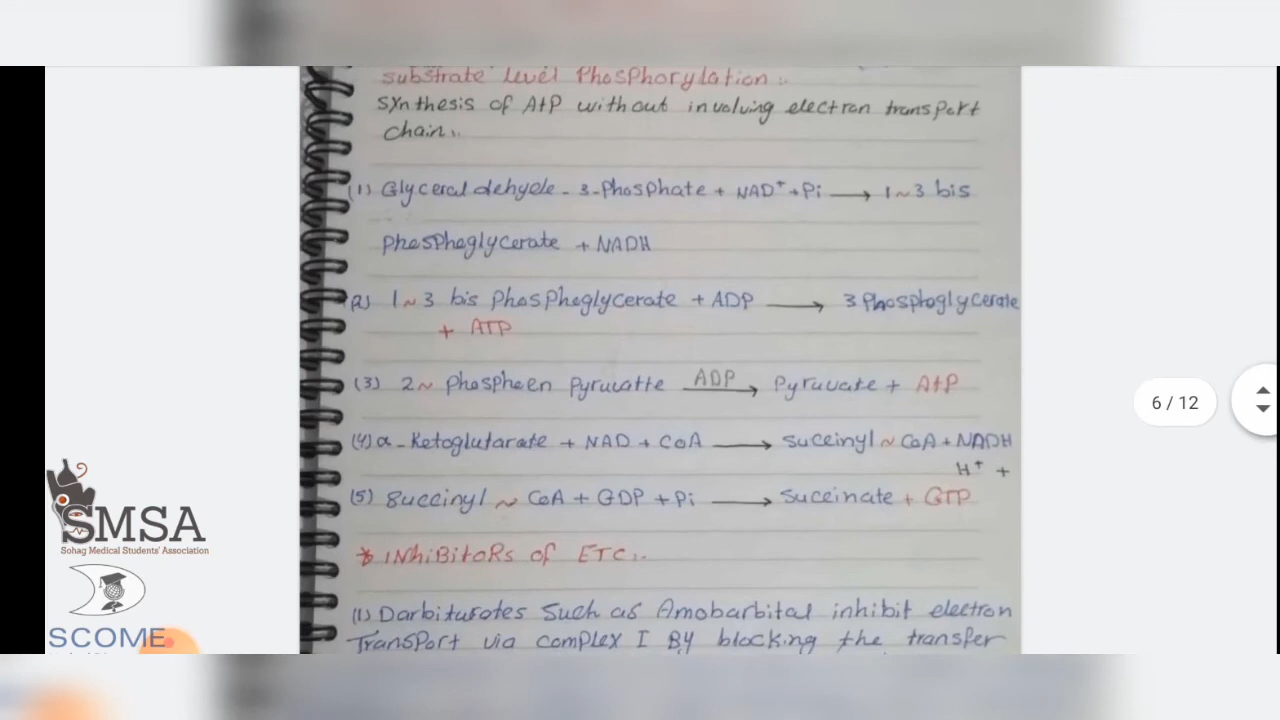 substrate level Phosphorylation :.
Synthesis of AtP without involving electron transport
chain..
(1) Glyceraldehyde - 3 - Phosphate + NAD⁺ + Pi ⟶ 1 ~ 3 bis
phosphoglycerate + NADH
(2) 1 ~ 3 bis phosphoglycerate + ADP ⟶ 3 Phosphoglycerate
+ ATP
(3) 2 ~ phosphoen pyruvatte ADP ⟶ Pyruvate + AtP
(4) α - Ketoglutarate + NAD + CoA ⟶ succinyl ~ CoA + NADH
H⁺ +
(5) Succinyl ~ CoA + GDP + Pi ⟶ Succinate + GTP
* INhiBitoRs of ETC :.
(1) Barbiturates Such as Amobarbital inhibit electron
Transport via complex I By blocking the transfer
6 / 12
SMSA
Sohag Medical Students' Association
SCOME